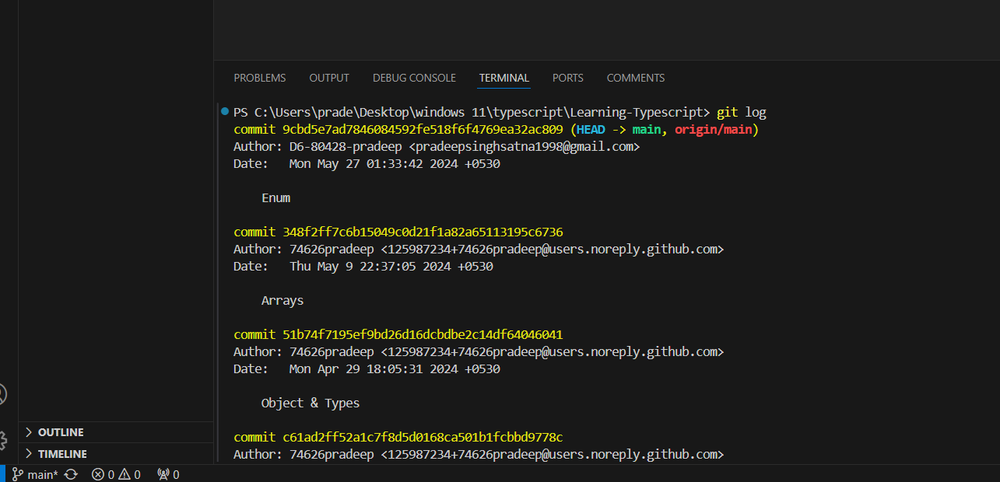 PROBLEMS OUTPUT DEBUG CONSOLE TERMINAL PORTS COMMENTS
PS C:\Users\prade\Desktop\windows 11\typescript\Learning-Typescript> git log
commit 9cbd5e7ad7846084592fe518f6f4769ea32ac809 (HEAD -> main, origin/main)
Author: D6-80428-pradeep <pradeepsinghsatna1998@gmail.com>
Date:   Mon May 27 01:33:42 2024 +0530
Enum
commit 348f2ff7c6b15049c0d21f1a82a65113195c6736
Author: 74626pradeep <125987234+74626pradeep@users.noreply.github.com>
Date:   Thu May 9 22:37:05 2024 +0530
Arrays
commit 51b74f7195ef9bd26d16dcbdbe2c14df64046041
Author: 74626pradeep <125987234+74626pradeep@users.noreply.github.com>
Date:   Mon Apr 29 18:05:31 2024 +0530
Object & Types
commit c61ad2ff52a1c7f8d5d0168ca501b1fcbbd9778c
Author: 74626pradeep <125987234+74626pradeep@users.noreply.github.com>
OUTLINE
TIMELINE
main* 0 0 0